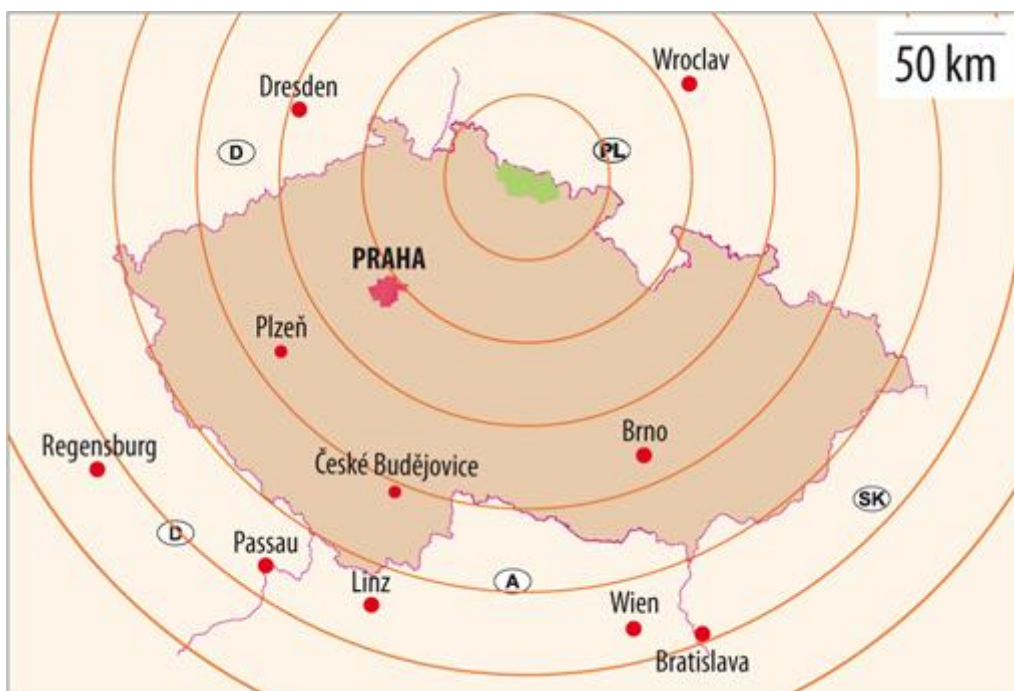 50 km
Wroclav
Dresden
D
PL
PRAHA
Plzeň
Regensburg
České Budějovice
Brno
SK
D
Passau
Linz
A
Wien
Bratislava